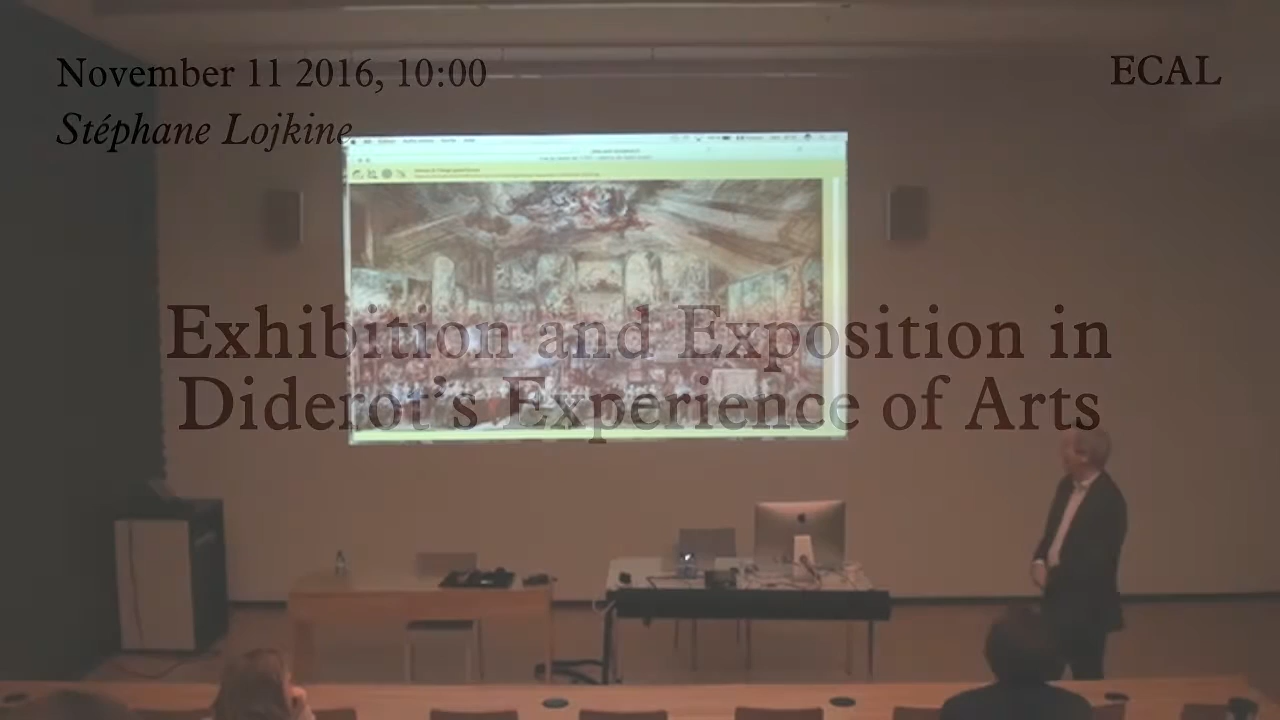 November 11 2016, 10:00
ECAL
Stéphane Lojkine
Exhibition and Exposition in
Diderot's Experience of Arts